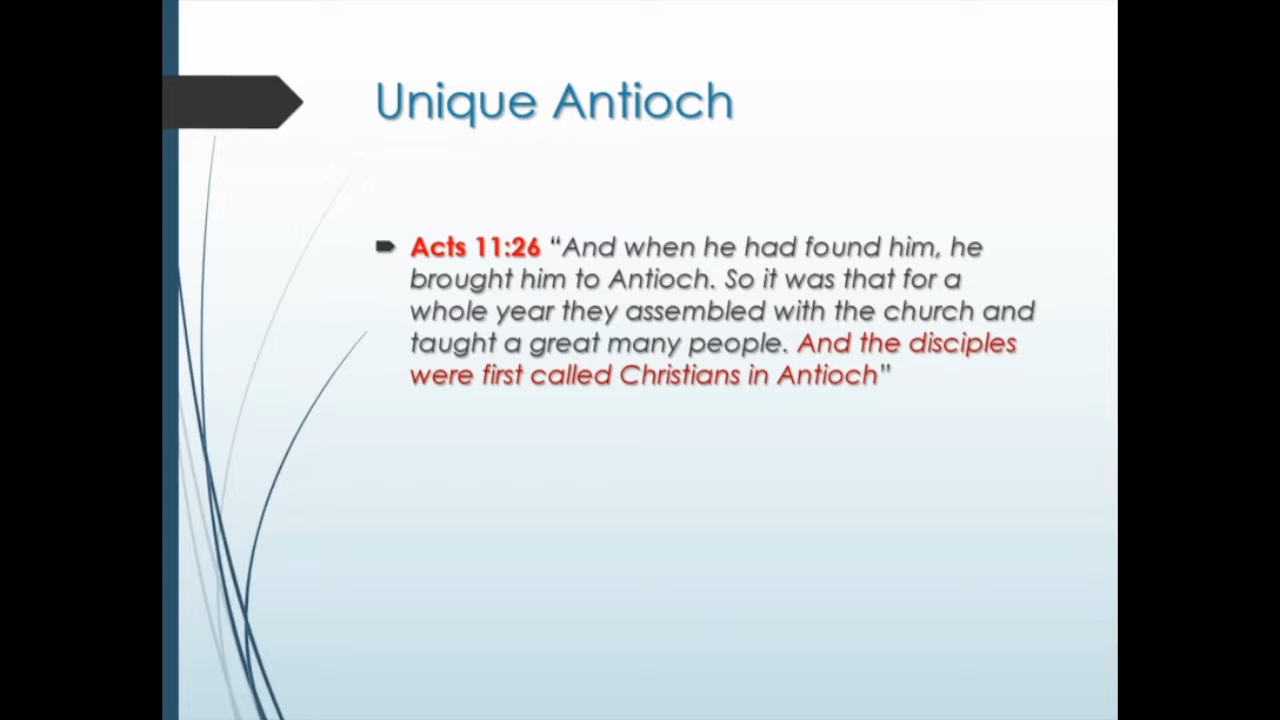 Unique Antioch
Acts 11:26 “And when he had found him, he
brought him to Antioch. So it was that for a
whole year they assembled with the church and
taught a great many people. And the disciples
were first called Christians in Antioch”